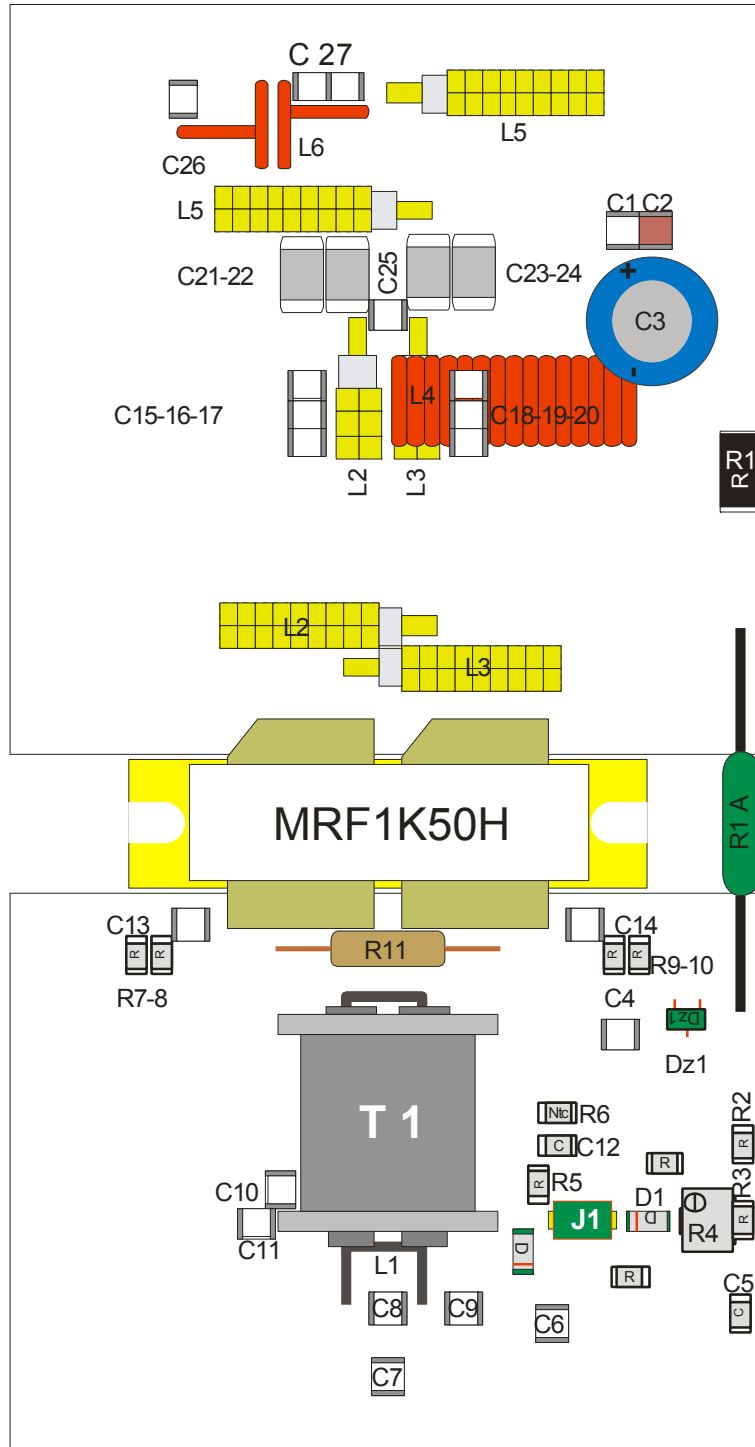 C 27
L5
L6
C26
L5
C1 C2
C21-22
C25
C23-24
+
C3
-
L4
C15-16-17
C18-19-20
R1
R
L2
L3
L2
L3
MRF1K50H
R1 A
C13
C14
R
R
R11
R
R
R9-10
R7-8
C4
Dz1
Dz1
T 1
Ntc
R6
R2
C
C12
R
R
R5
R
C10
D1
R3
J1
D
R4
R
C11
L1
D
R
C5
C8
C9
C6
C
C7